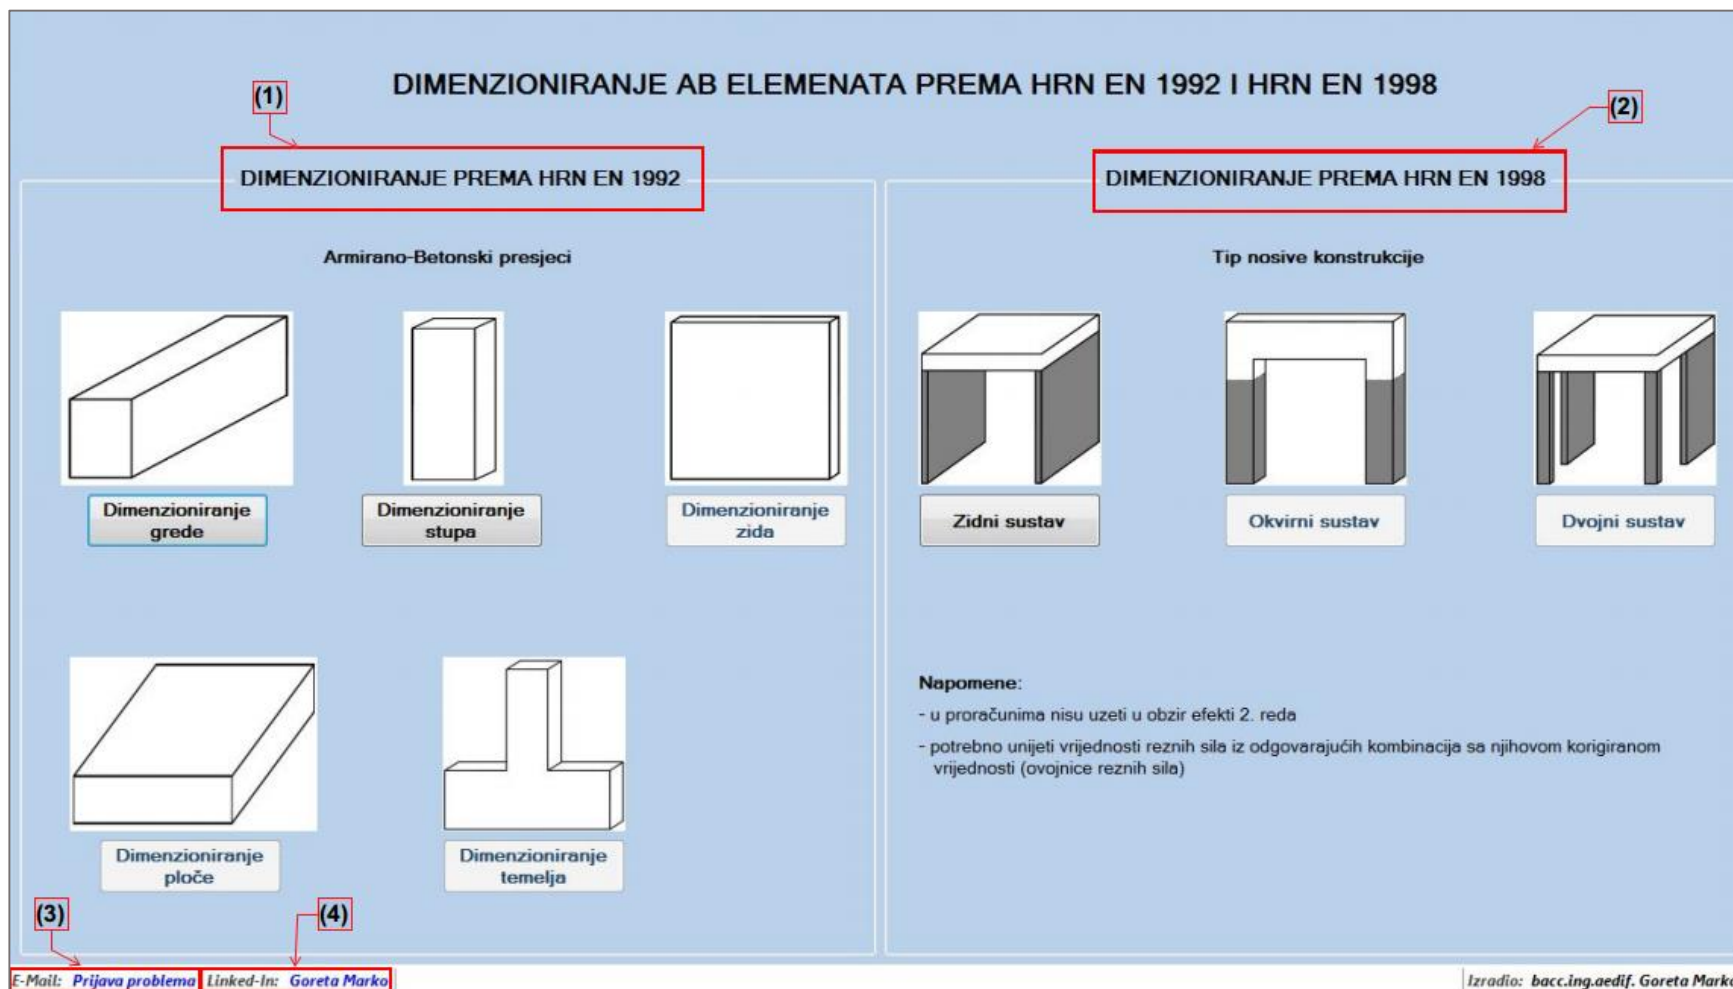 DIMENZIONIRANJE AB ELEMENATA PREMA HRN EN 1992 I HRN EN 1998
(1)
(2)
DIMENZIONIRANJE PREMA HRN EN 1992
Armirano-Betonski presjeci
Dimenzioniranje
grede
Dimenzioniranje
stupa
Dimenzioniranje
zida
Dimenzioniranje
ploče
Dimenzioniranje
temelja
DIMENZIONIRANJE PREMA HRN EN 1998
Tip nosive konstrukcije
Zidni sustav
Okvirni sustav
Dvojni sustav
Napomene:
- u proračunima nisu uzeti u obzir efekti 2. reda
- potrebno unijeti vrijednosti reznih sila iz odgovarajućih kombinacija sa njihovom korigiranom
vrijednosti (ovojnice reznih sila)
(3)
(4)
E-Mail: Prijava problema Linked-In: Goreta Marko
Izradio: bacc.ing.aedif. Goreta Marko